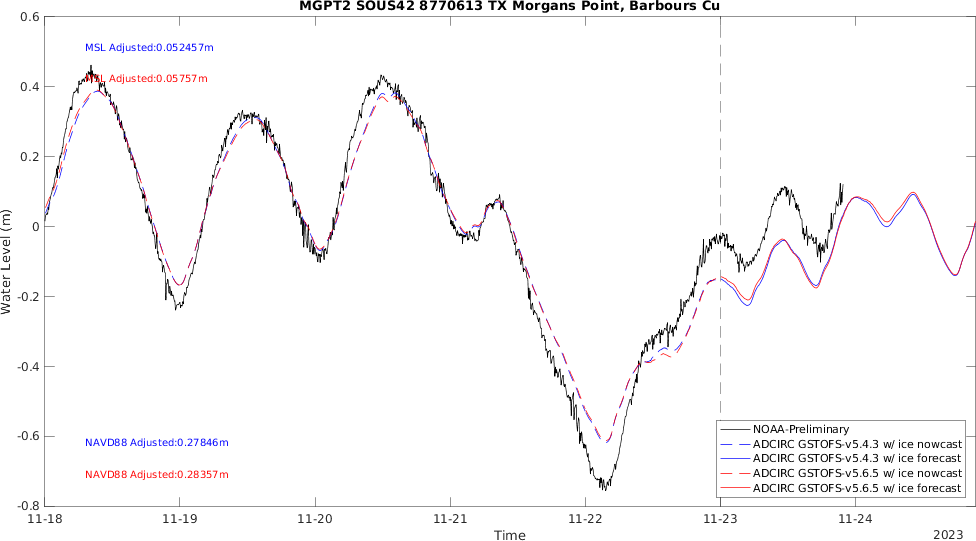 MGPT2 SOUS42 8770613 TX Morgans Point, Barbours Cu
0.6
0.4
0.2
0
-0.2
-0.4
-0.6
-0.8
Water Level (m)
MSL Adjusted:0.052457m
MSL Adjusted:0.05757m
NAVD88 Adjusted:0.27846m
NAVD88 Adjusted:0.28357m
NOAA-Preliminary
ADCIRC GSTOFS-v5.4.3 w/ ice nowcast
ADCIRC GSTOFS-v5.4.3 w/ ice forecast
ADCIRC GSTOFS-v5.6.5 w/ ice nowcast
ADCIRC GSTOFS-v5.6.5 w/ ice forecast
11-18 11-19 11-20 11-21 11-22 11-23 11-24
Time
2023